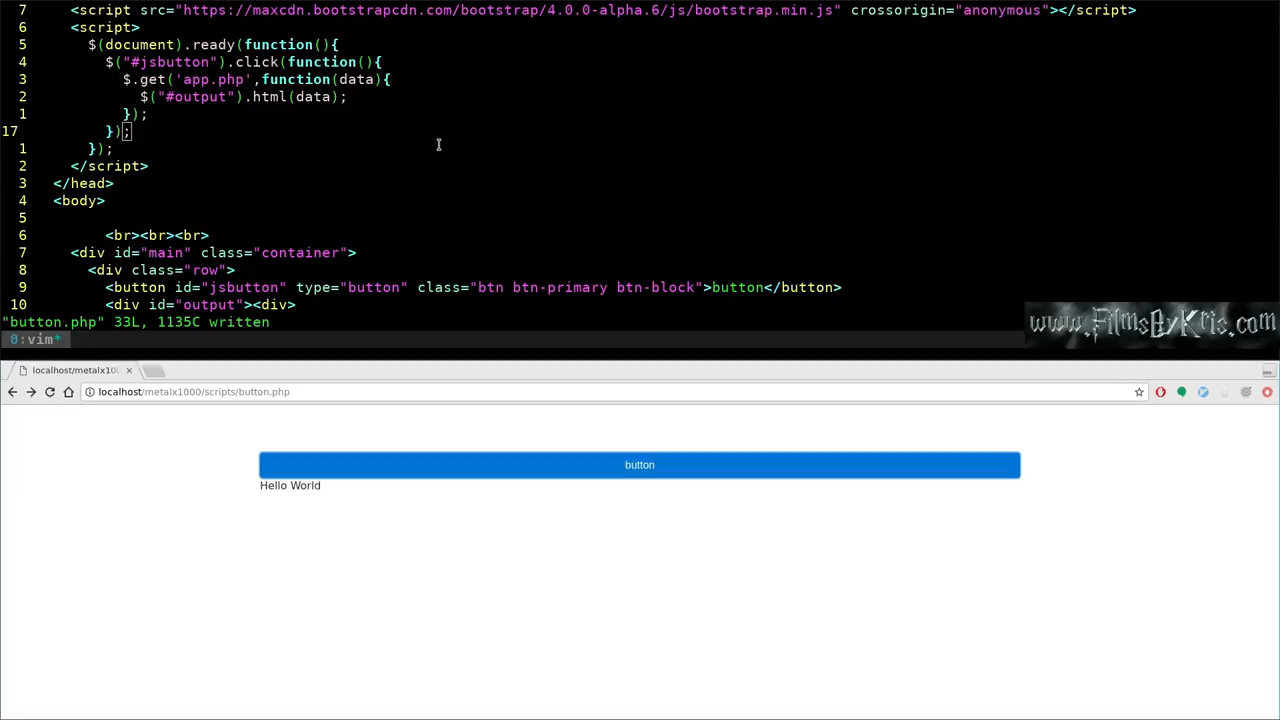 7     <script src="https://maxcdn.bootstrapcdn.com/bootstrap/4.0.0-alpha.6/js/bootstrap.min.js" crossorigin="anonymous"></script>
6     <script>
5       $(document).ready(function(){
4         $("#jsbutton").click(function(){
3           $.get('app.php',function(data){
2             $("#output").html(data);
1           });
17         });
1       });
2     </script>
3   </head>
4   <body>
5
6         <br><br><br>
7     <div id="main" class="container">
8       <div class="row">
9         <button id="jsbutton" type="button" class="btn btn-primary btn-block">button</button>
10         <div id="output"><div>
"button.php" 33L, 1135C written
www.FilmsByKris.com
0:vim*
localhost/metalx10
localhost/metalx1000/scripts/button.php
button
Hello World